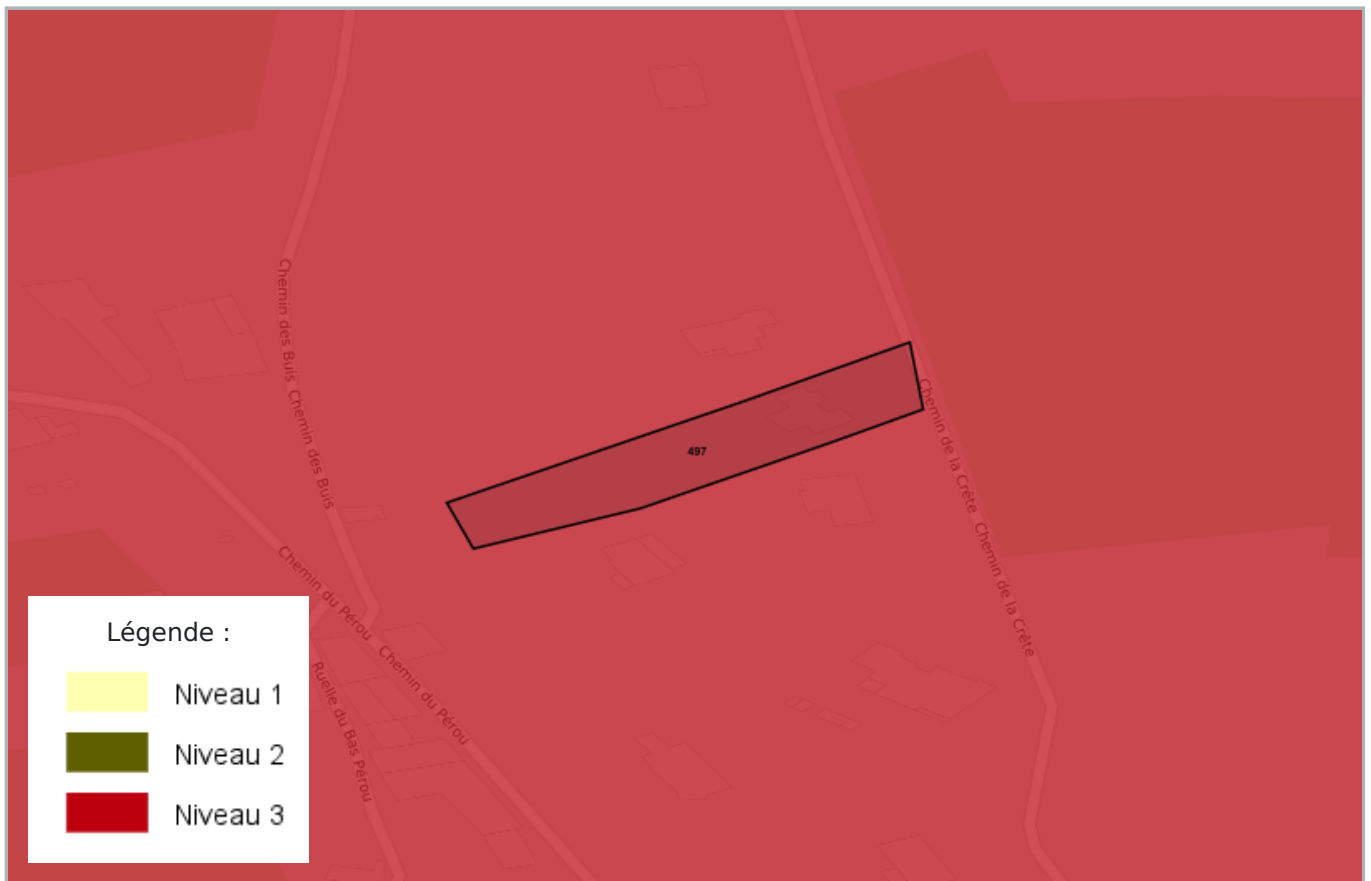 Chemin des Buis
Chemin des Buis
Chemin de la Crête
Chemin de la Crête
497
Chemin du Pérou
Chemin du Pérou
Ruelle du Bas Pérou
Légende :
Niveau 1
Niveau 2
Niveau 3